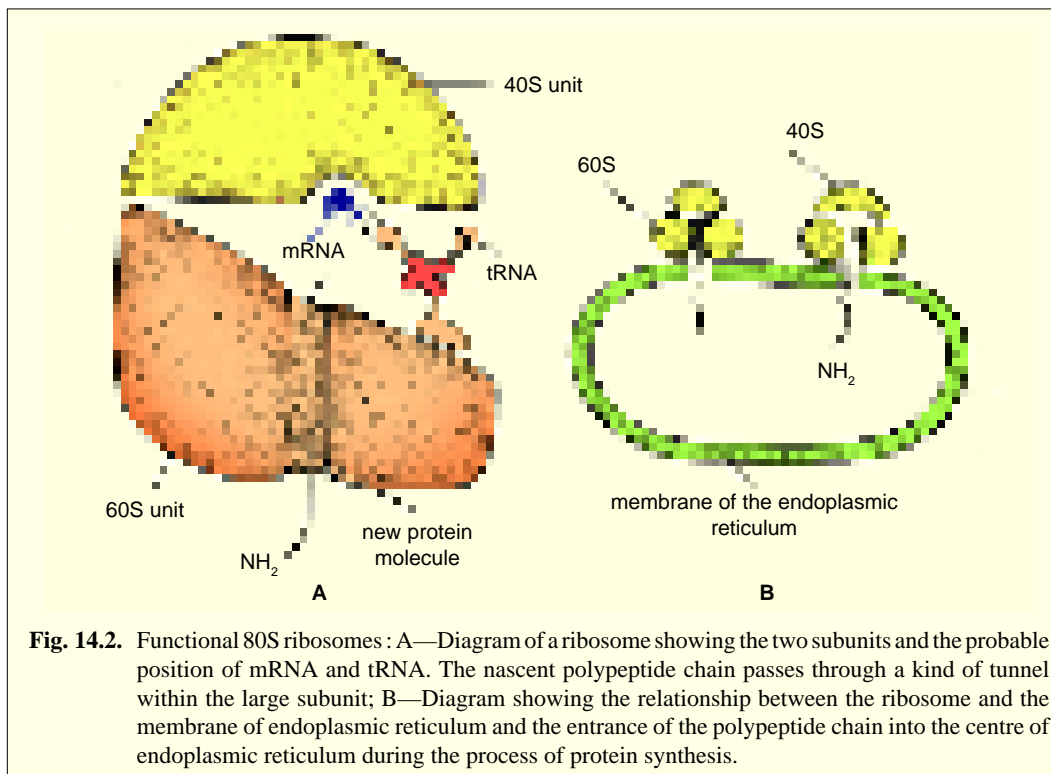 40S unit
40S
60S
mRNA
tRNA
NH₂
60S unit
new protein
molecule
NH₂
membrane of the endoplasmic
reticulum
A
B
Fig. 14.2. Functional 80S ribosomes : A—Diagram of a ribosome showing the two subunits and the probable
position of mRNA and tRNA. The nascent polypeptide chain passes through a kind of tunnel
within the large subunit; B—Diagram showing the relationship between the ribosome and the
membrane of endoplasmic reticulum and the entrance of the polypeptide chain into the centre of
endoplasmic reticulum during the process of protein synthesis.